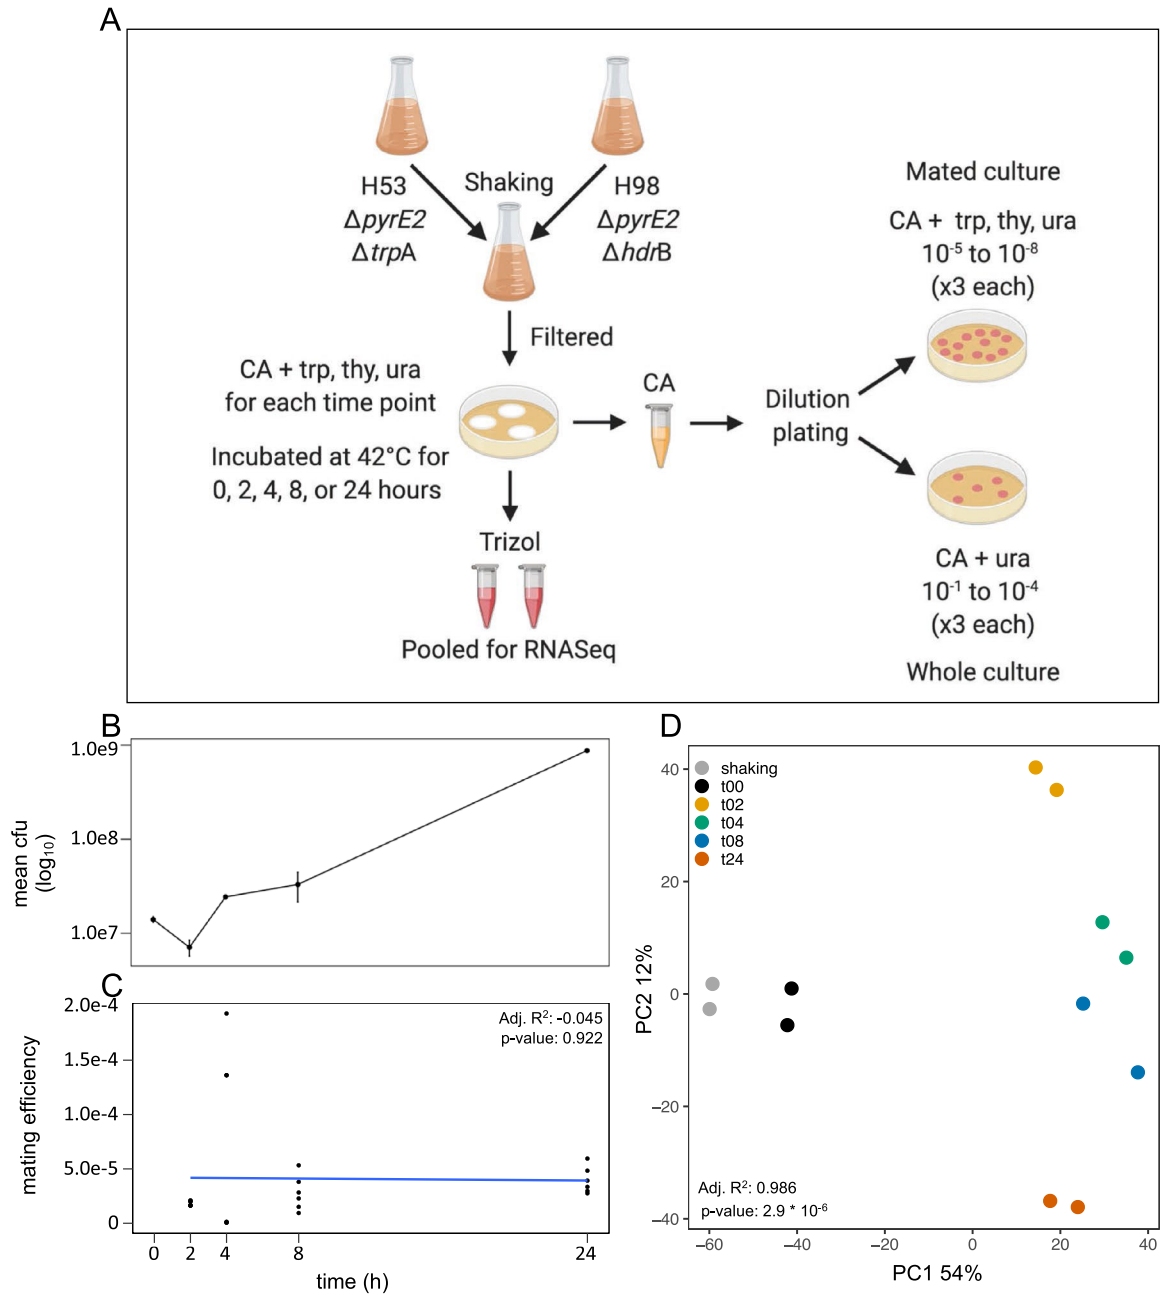 A
H53
ΔpyrE2
ΔtrpA
Shaking
H98
ΔpyrE2
ΔhdrB
Filtered
CA + trp, thy, ura
for each time point
Incubated at 42°C for
0, 2, 4, 8, or 24 hours
CA
Dilution
plating
Trizol
Pooled for RNASeq
Mated culture
CA + trp, thy, ura
10⁻⁵ to 10⁻⁸
(x3 each)
CA + ura
10⁻¹ to 10⁻⁴
(x3 each)
Whole culture
B
mean cfu
(log₁₀)
1.0e9
1.0e8
1.0e7
C
mating efficiency
2.0e-4
1.5e-4
1.0e-4
5.0e-5
0
Adj. R²: -0.045
p-value: 0.922
0 2 4 8 24
time (h)
D
shaking
t00
t02
t04
t08
t24
PC2 12%
40
20
0
−20
−40
Adj. R²: 0.986
p-value: 2.9 * 10⁻⁶
−60 −40 −20 0 20 40
PC1 54%